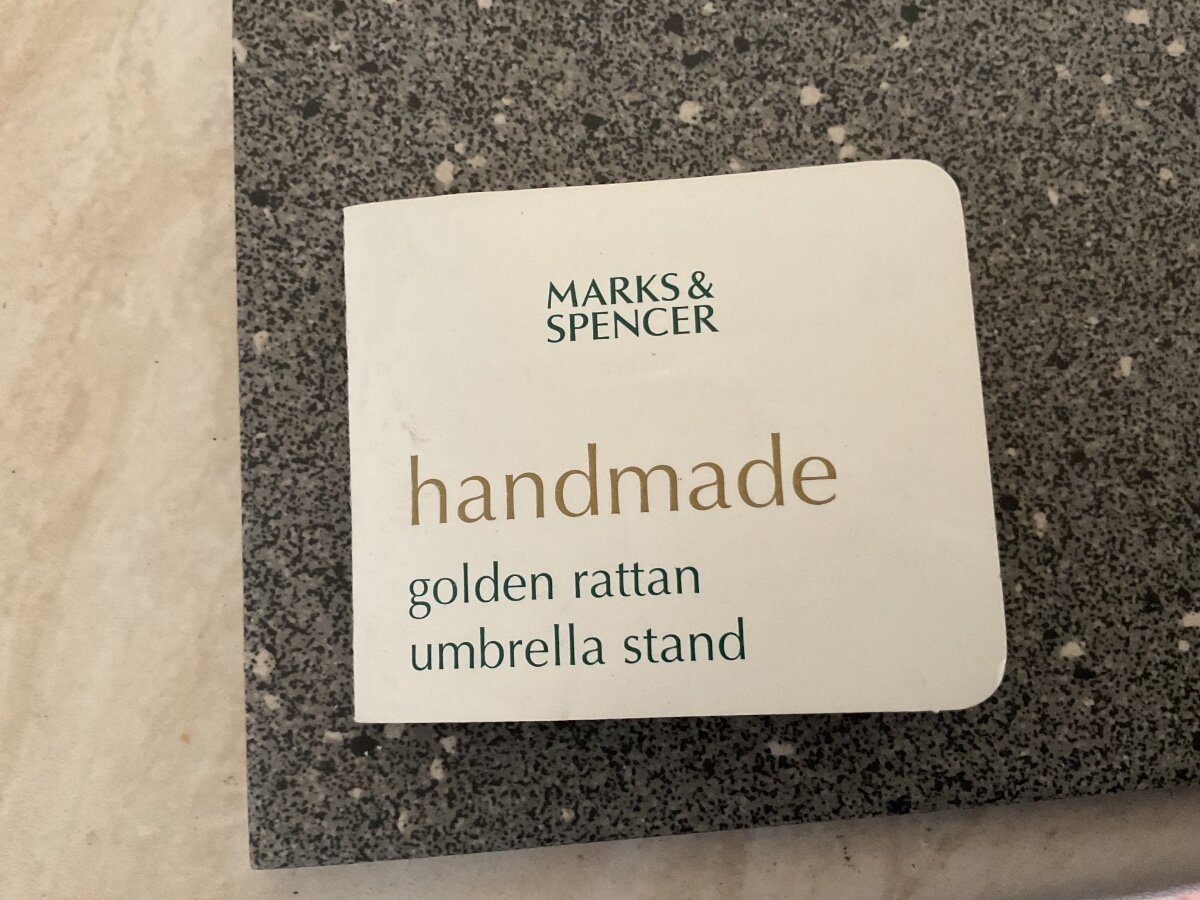 MARKS &
SPENCER
handmade
golden rattan
umbrella stand